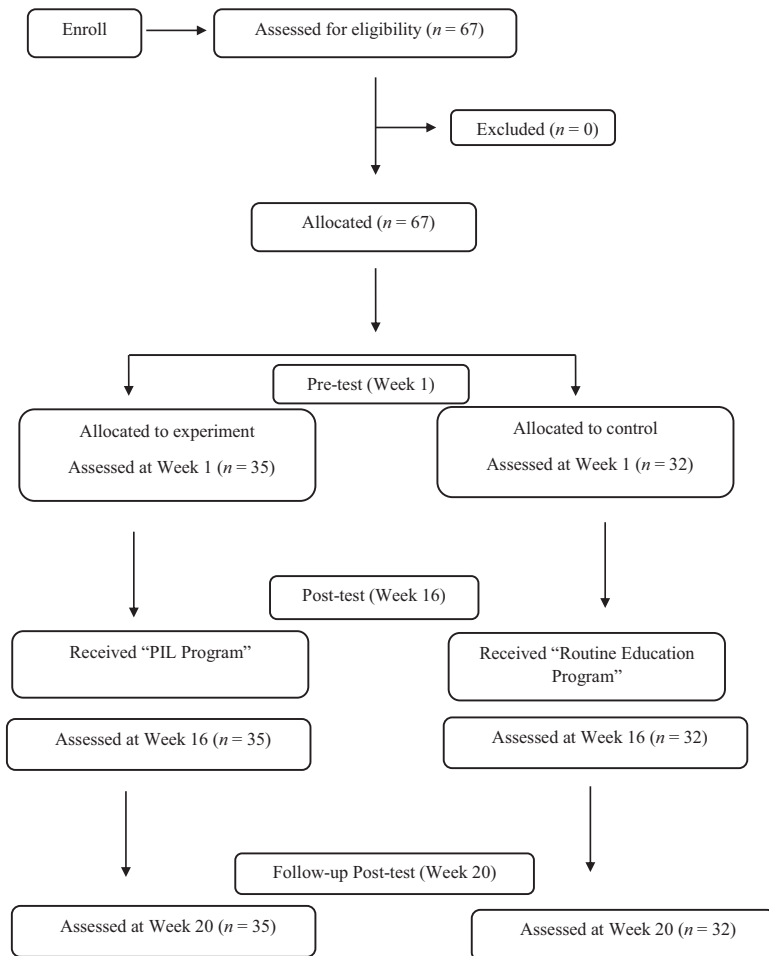 Enroll
Assessed for eligibility (n = 67)
Excluded (n = 0)
Allocated (n = 67)
Pre-test (Week 1)
Allocated to experiment
Assessed at Week 1 (n = 35)
Allocated to control
Assessed at Week 1 (n = 32)
Post-test (Week 16)
Received “PIL Program”
Received “Routine Education
Program”
Assessed at Week 16 (n = 35)
Assessed at Week 16 (n = 32)
Follow-up Post-test (Week 20)
Assessed at Week 20 (n = 35)
Assessed at Week 20 (n = 32)